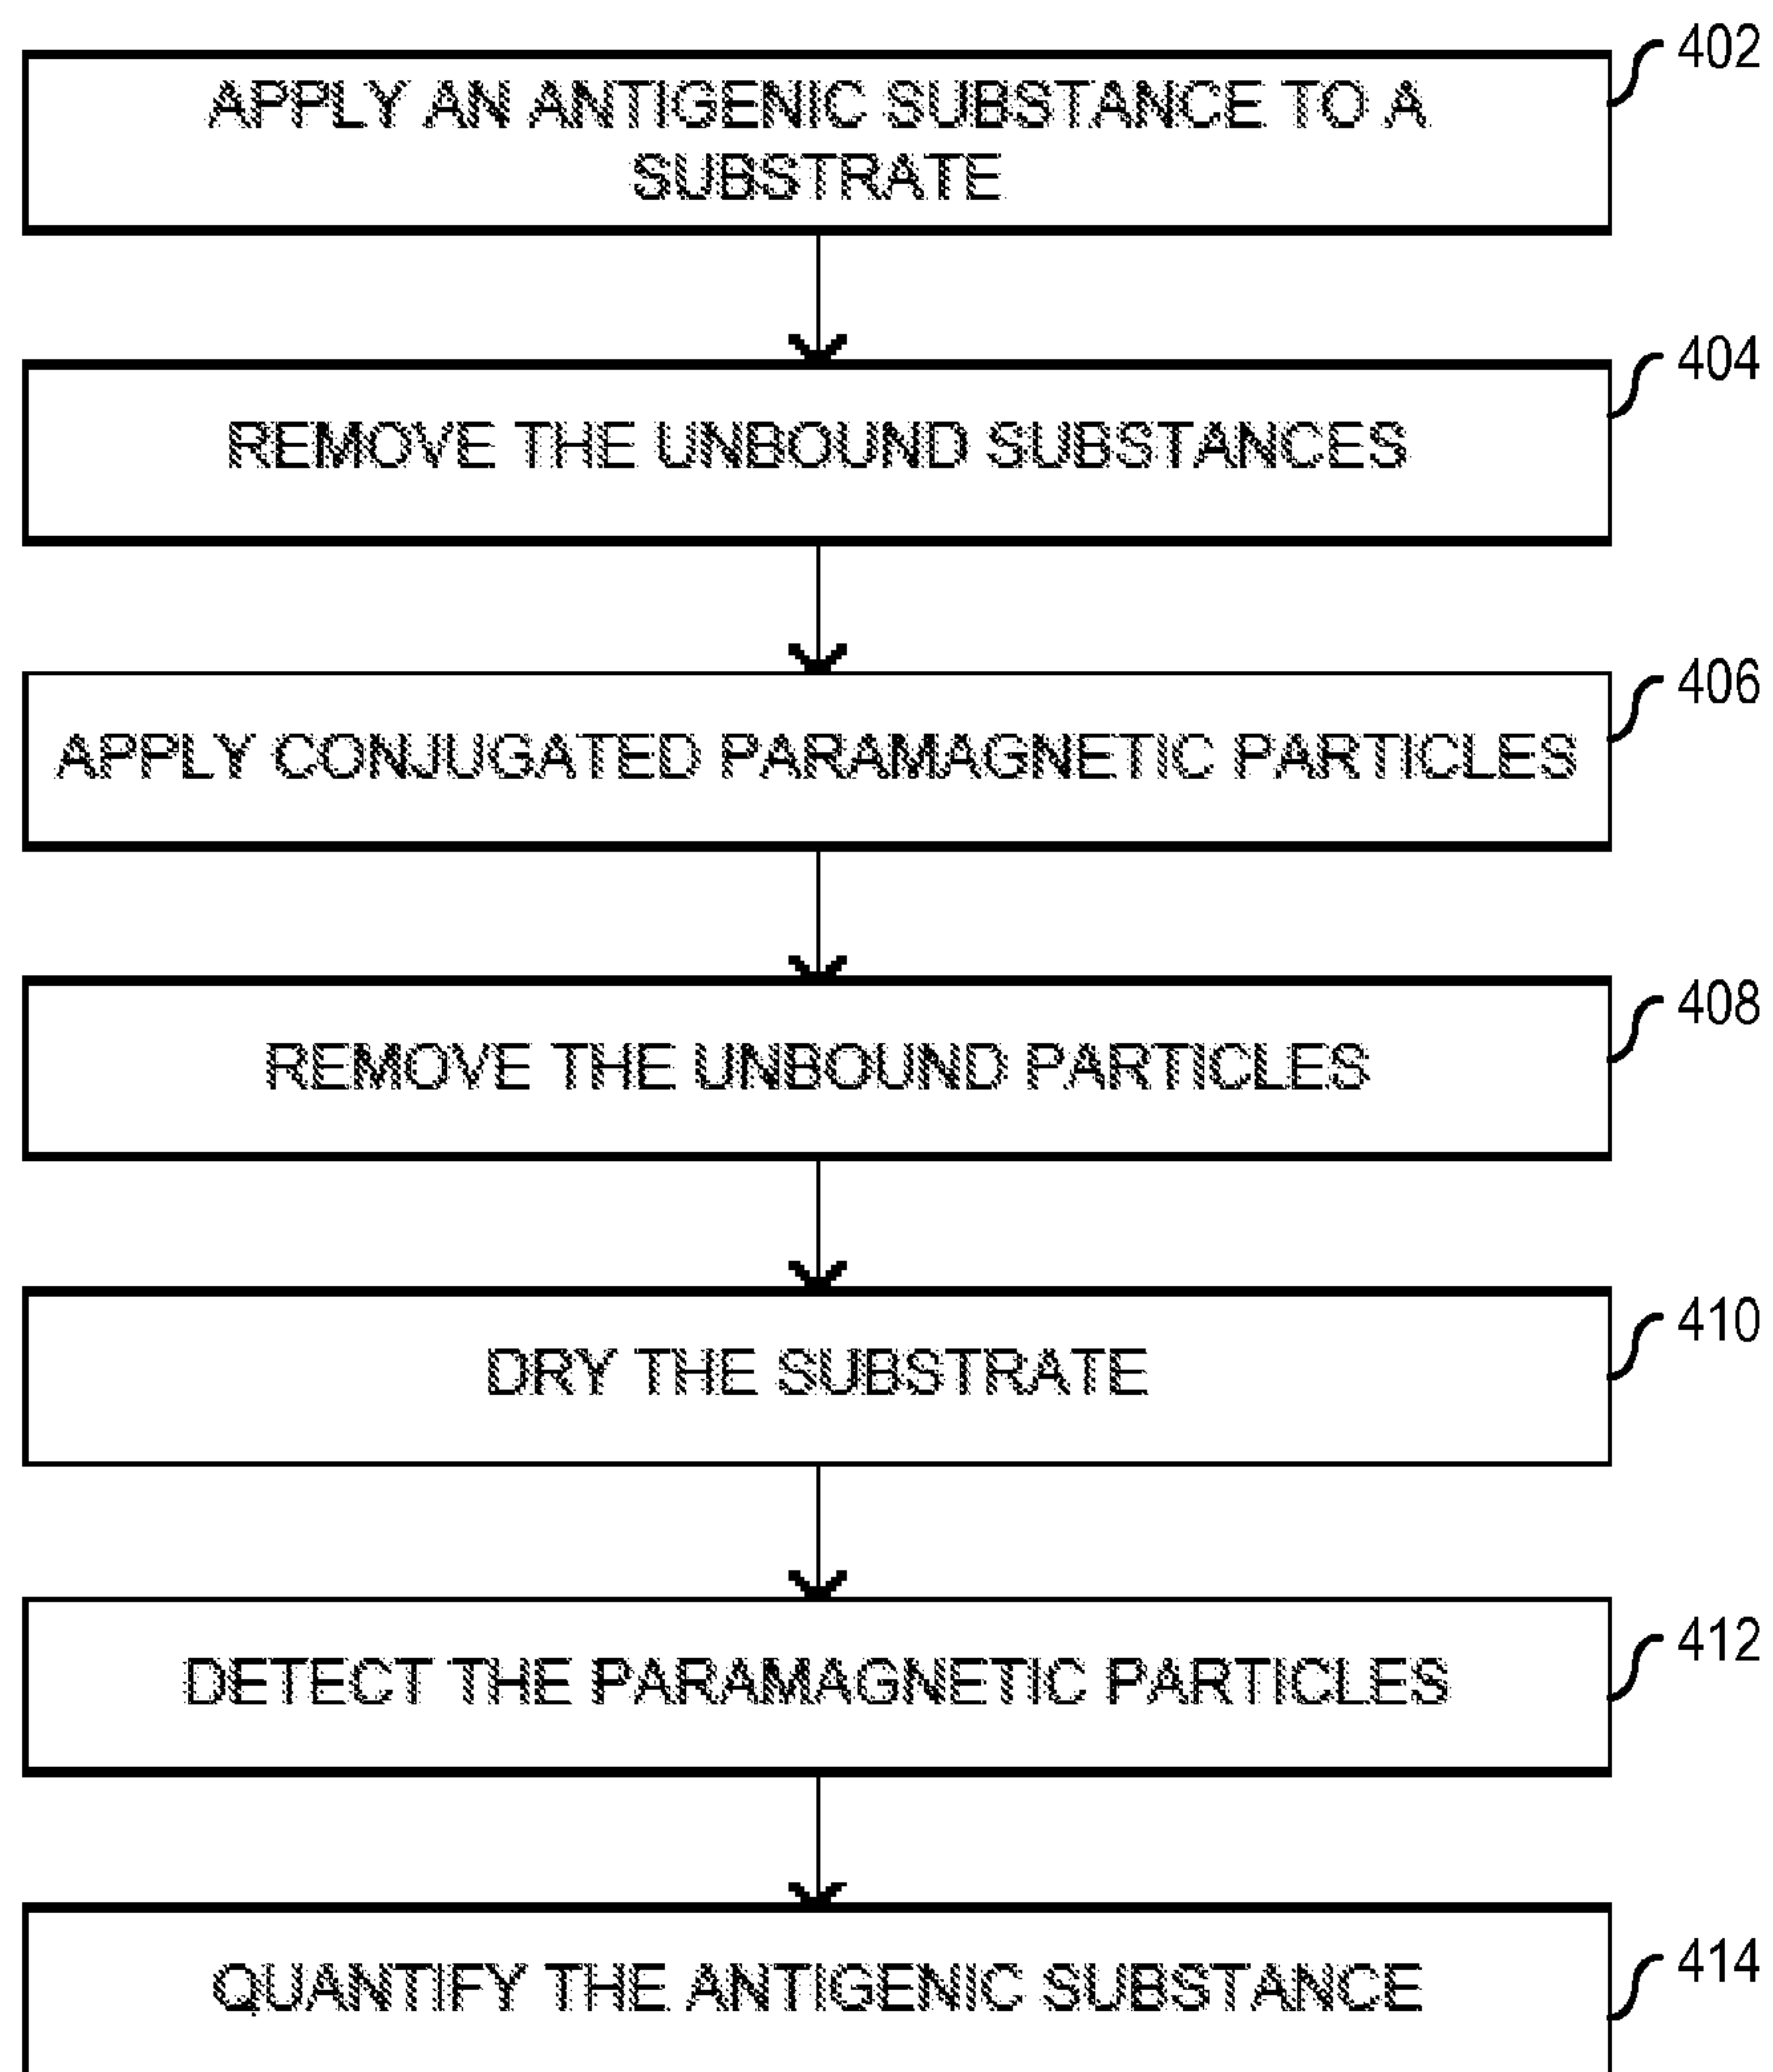 402
APPLY AN ANTIGENIC SUBSTANCE TO A
SUBSTRATE
404
REMOVE THE UNBOUND SUBSTANCES
406
APPLY CONJUGATED PARAMAGNETIC PARTICLES
408
REMOVE THE UNBOUND PARTICLES
410
DRY THE SUBSTRATE
412
DETECT THE PARAMAGNETIC PARTICLES
414
QUANTIFY THE ANTIGENIC SUBSTANCE